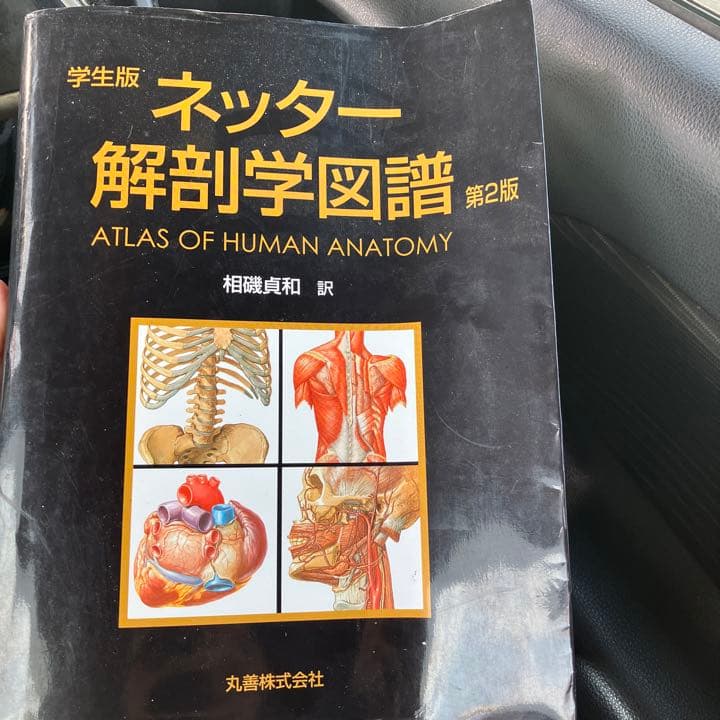 学生版 ネッター
解剖学図譜 第2版
ATLAS OF HUMAN ANATOMY
相磯貞和 訳
丸善株式会社